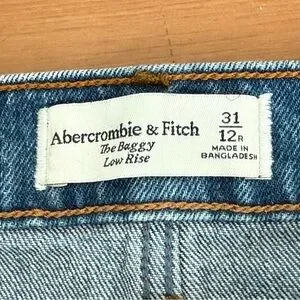 Abercrombie & Fitch
The Baggy
Low Rise
31
12R
MADE IN
BANGLADESH